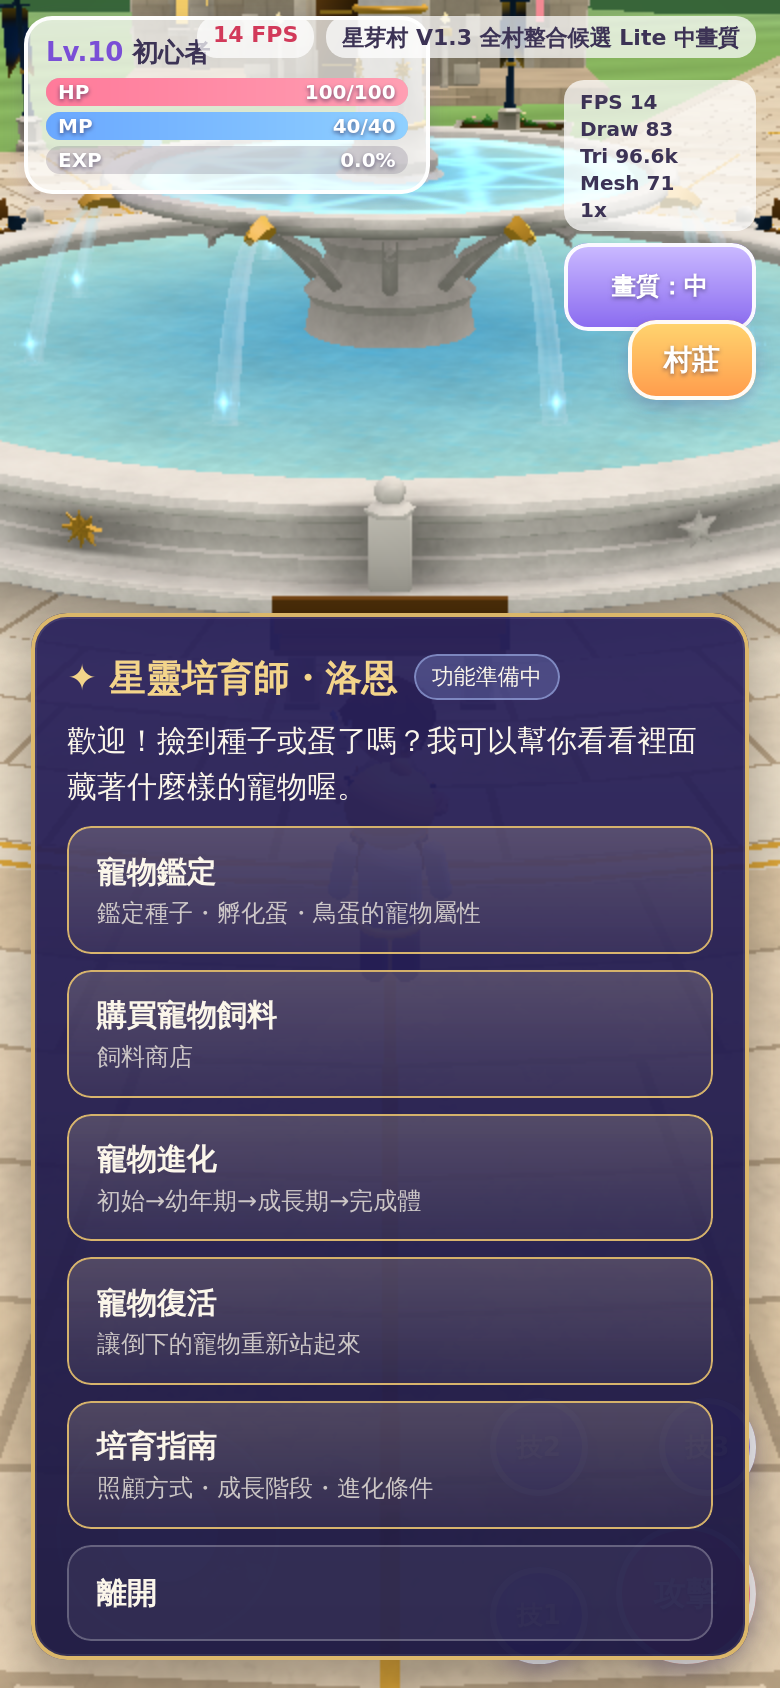 Lv.10 初心者
14 FPS
星芽村 V1.3 全村整合候選 Lite 中畫質
HP 100/100
MP 40/40
EXP 0.0%
FPS 14
Draw 83
Tri 96.6k
Mesh 71
1x
畫質：中
村莊
✦ 星靈培育師・洛恩 功能準備中
歡迎！撿到種子或蛋了嗎？我可以幫你看看裡面
藏著什麼樣的寵物喔。
寵物鑑定
鑑定種子・孵化蛋・鳥蛋的寵物屬性
購買寵物飼料
飼料商店
寵物進化
初始→幼年期→成長期→完成體
寵物復活
讓倒下的寵物重新站起來
培育指南
照顧方式・成長階段・進化條件
技2 技3
離開
技1 攻擊